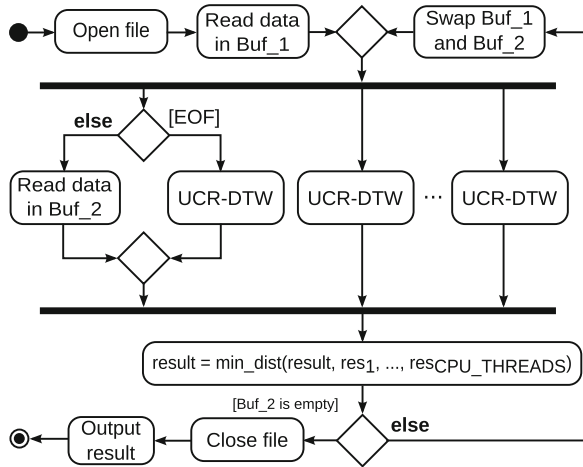 Open file
Read data
in Buf_1
Swap Buf_1
and Buf_2
else
[EOF]
Read data
in Buf_2
UCR-DTW
UCR-DTW
...
UCR-DTW
result = min_dist(result, res1, ..., resCPU_THREADS)
[Buf_2 is empty]
else
Output
result
Close file